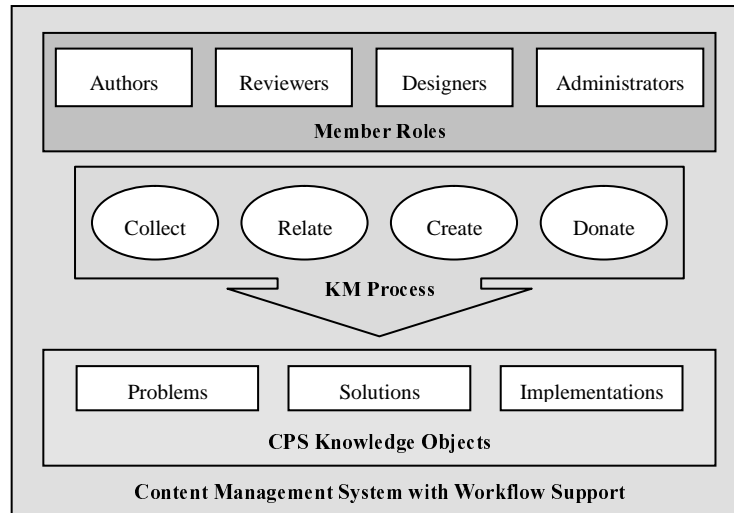 Authors Reviewers Designers Administrators
Member Roles
Collect Relate Create Donate
KM Process
Problems Solutions Implementations
CPS Knowledge Objects
Content Management System with Workflow Support